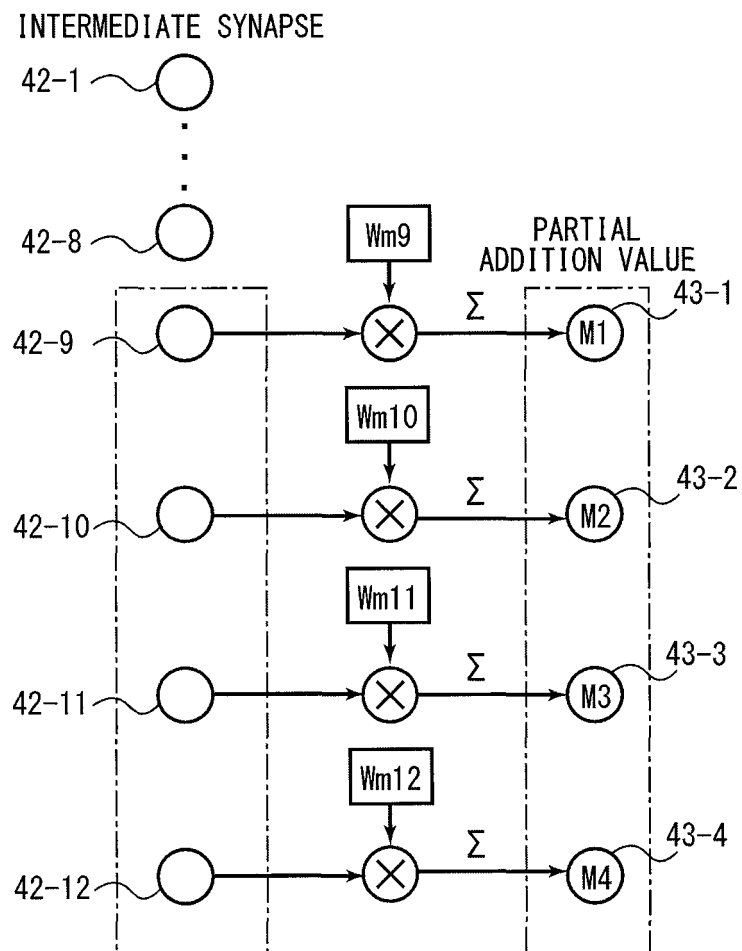 INTERMEDIATE SYNAPSE
42-1
42-8
Wm9
PARTIAL
ADDITION VALUE
43-1
42-9
Σ
M1
Wm10
43-2
42-10
Σ
M2
Wm11
43-3
42-11
Σ
M3
Wm12
43-4
42-12
Σ
M4